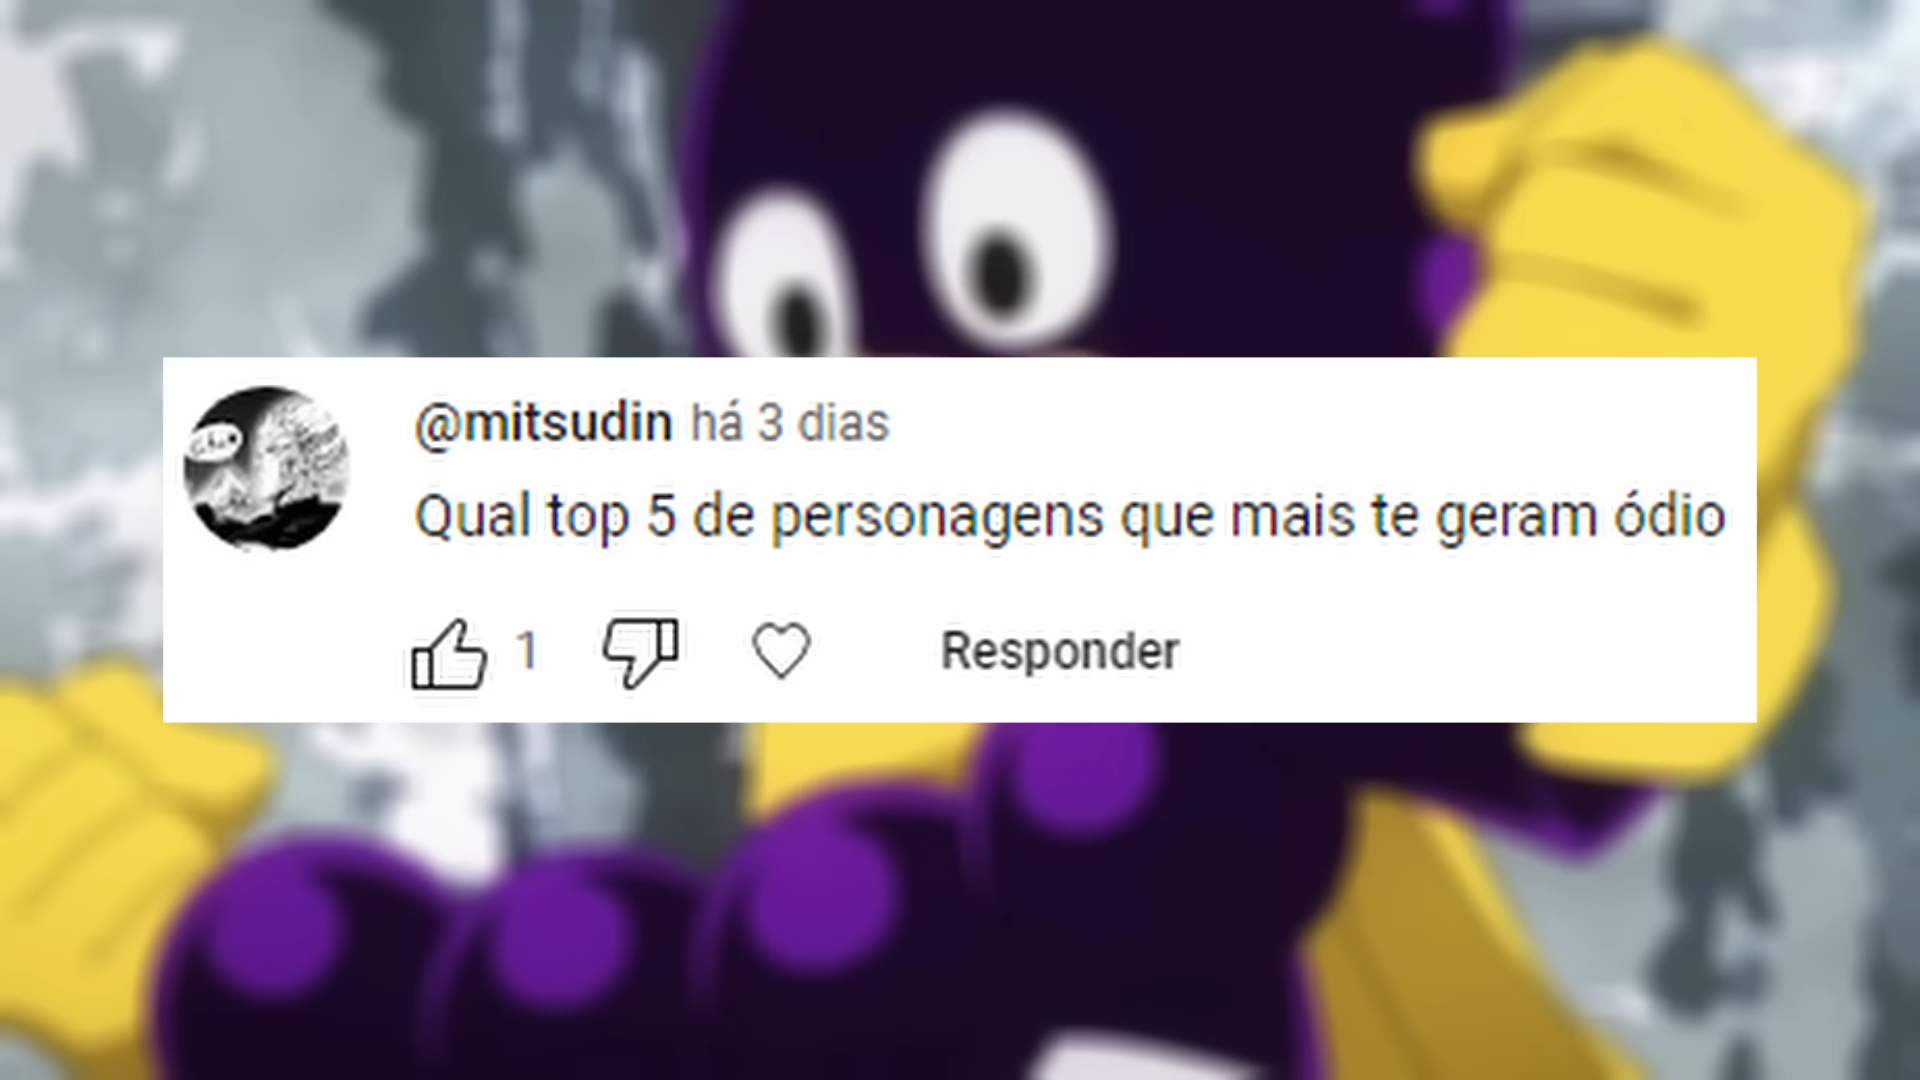 @mitsudin há 3 dias
Qual top 5 de personagens que mais te geram ódio
1 Responder